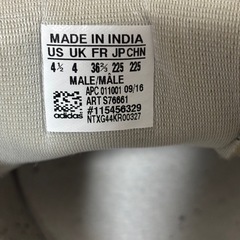 MADE IN INDIA
US UK FR JP CHN
4½ 4 36⅔ 225 225
MALE/MÂLE
APC 011001 09/16
ART S76661
#115456329
NTXG44KR00327
adidas